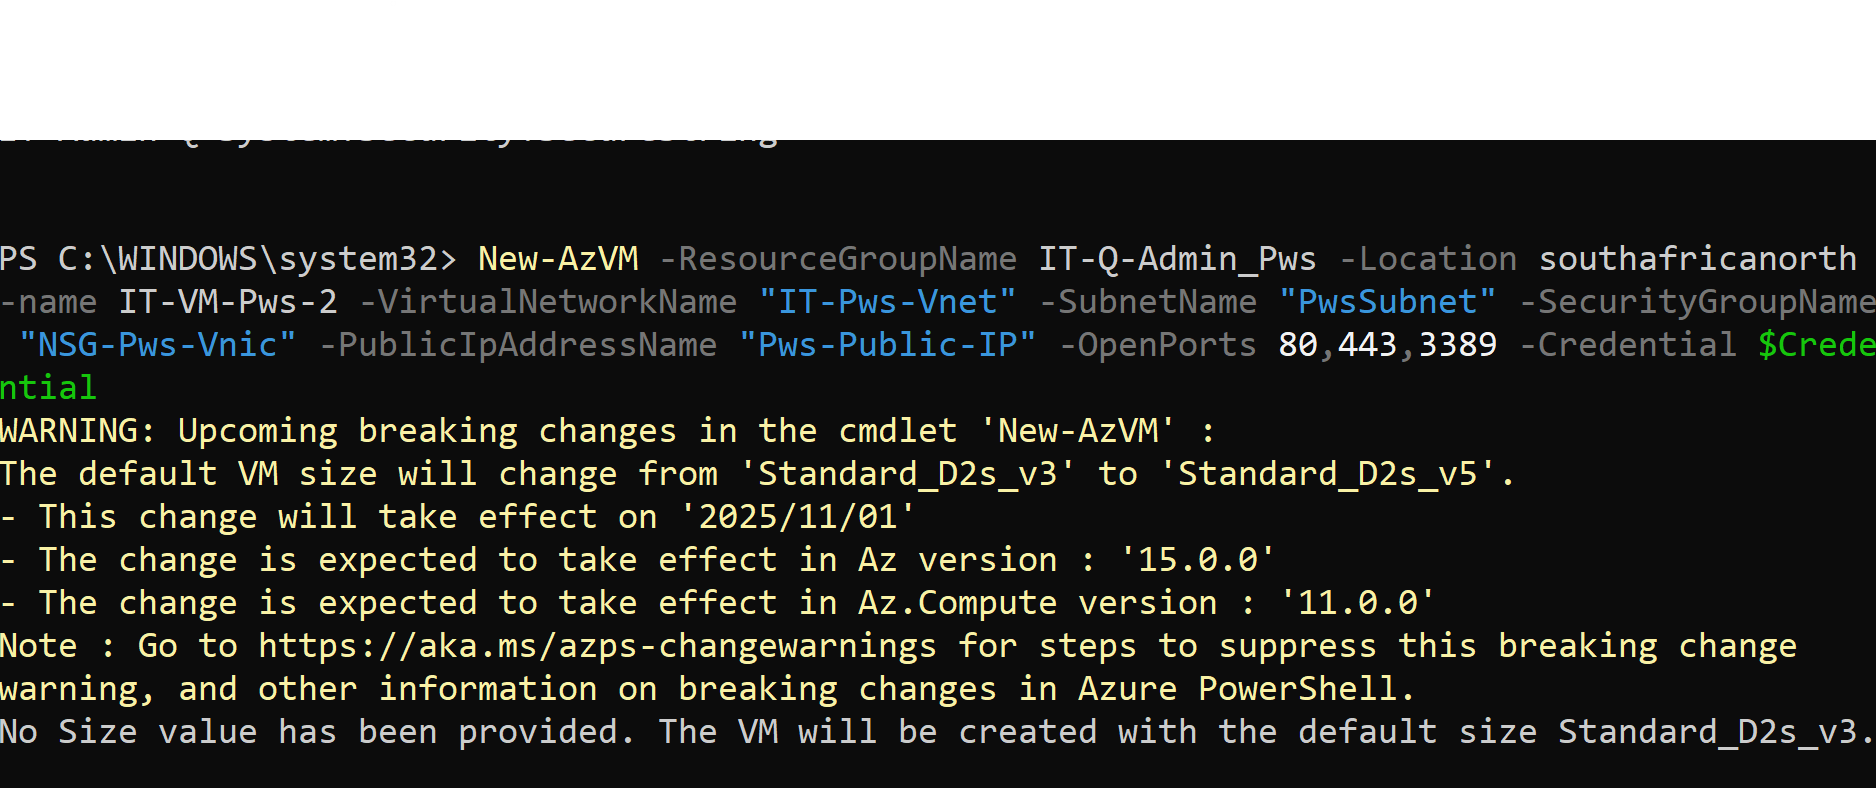 PS C:\WINDOWS\system32> New-AzVM -ResourceGroupName IT-Q-Admin_Pws -Location southafricanorth
-name IT-VM-Pws-2 -VirtualNetworkName "IT-Pws-Vnet" -SubnetName "PwsSubnet" -SecurityGroupName
"NSG-Pws-Vnic" -PublicIpAddressName "Pws-Public-IP" -OpenPorts 80,443,3389 -Credential $Crede
ntial
WARNING: Upcoming breaking changes in the cmdlet 'New-AzVM' :
The default VM size will change from 'Standard_D2s_v3' to 'Standard_D2s_v5'.
- This change will take effect on '2025/11/01'
- The change is expected to take effect in Az version : '15.0.0'
- The change is expected to take effect in Az.Compute version : '11.0.0'
Note : Go to https://aka.ms/azps-changewarnings for steps to suppress this breaking change
warning, and other information on breaking changes in Azure PowerShell.
No Size value has been provided. The VM will be created with the default size Standard_D2s_v3.